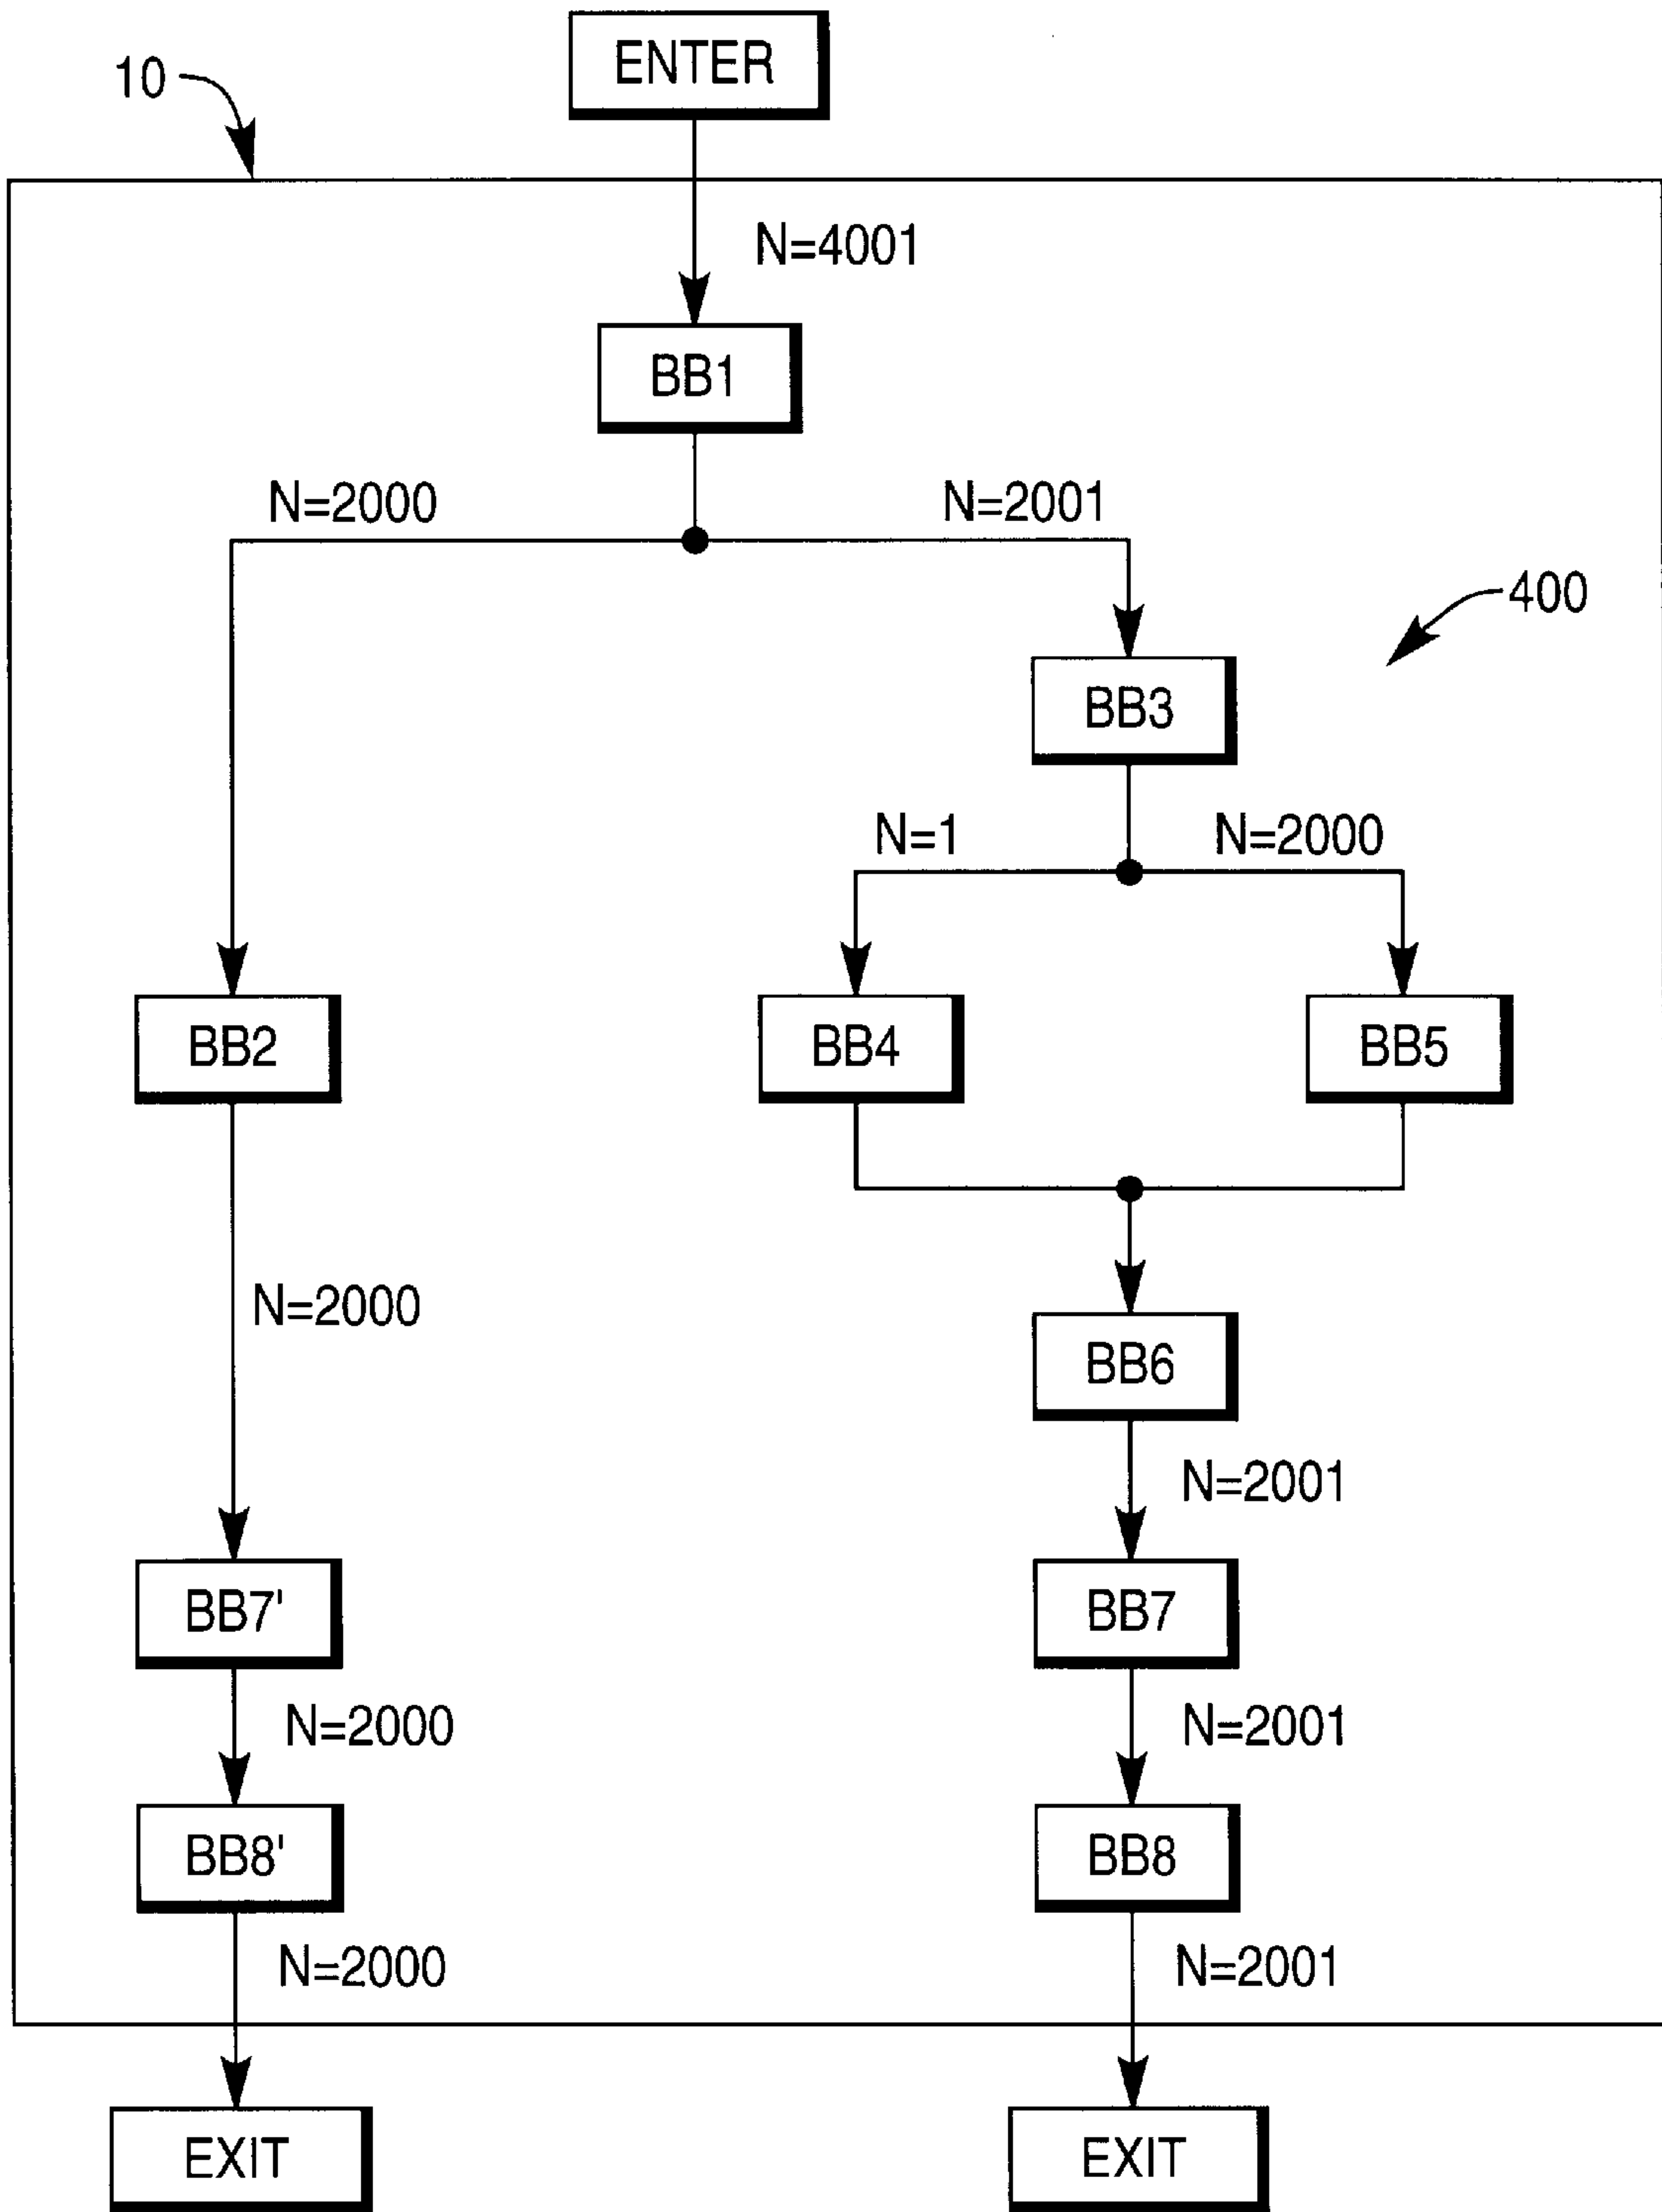 ENTER
10
N=4001
BB1
N=2000
N=2001
400
BB3
N=1
N=2000
BB2
BB4
BB5
N=2000
BB6
N=2001
BB7'
BB7
N=2000
N=2001
BB8'
BB8
N=2000
N=2001
EXIT
EXIT